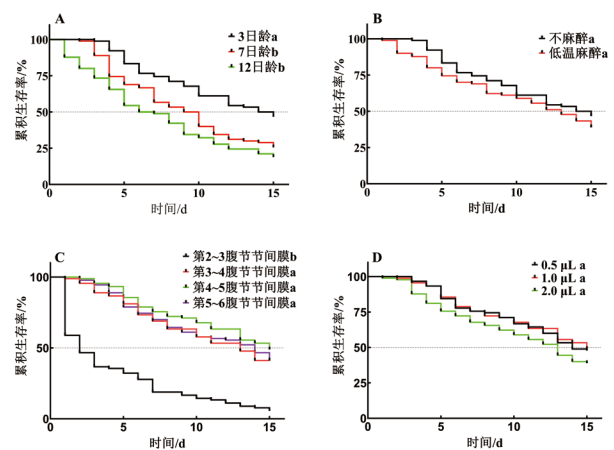 A
3日龄a
7日龄b
12日龄b
累积生存率/%
100
75
50
25
0
0
5
10
15
时间/d
B
不麻醉a
低温麻醉a
累积生存率/%
100
75
50
25
0
0
5
10
15
时间/d
C
第2~3腹节节间膜b
第3~4腹节节间膜a
第4~5腹节节间膜a
第5~6腹节节间膜a
累积生存率/%
100
50
0
0
5
10
15
时间/d
D
0.5 μL a
1.0 μL a
2.0 μL a
累积生存率/%
100
75
50
25
0
0
5
10
15
时间/d